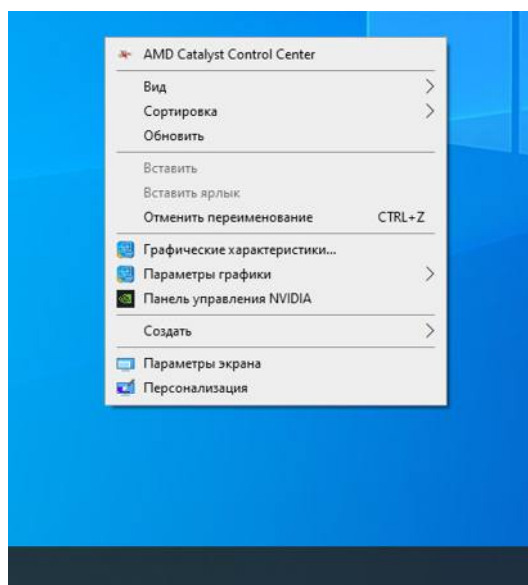 AMD Catalyst Control Center
Вид
Сортировка
Обновить
Вставить
Вставить ярлык
Отменить переименование CTRL+Z
Графические характеристики...
Параметры графики
Панель управления NVIDIA
Создать
Параметры экрана
Персонализация